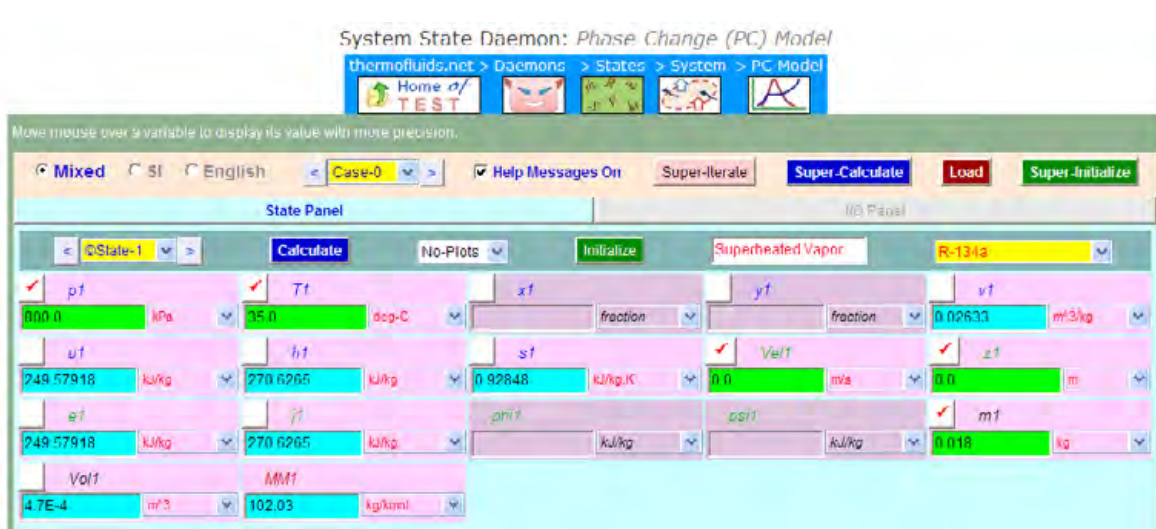 System State Daemon: Phase Change (PC) Model
thermofluids.net > Daemons > States > System > PC Model
Home of
TEST
Move mouse over a variable to display its value with more precision.
Mixed SI English < Case-0 > Help Messages On Super-Iterate Super-Calculate Load Super-Initialize
State Panel I/O Panel
< ©State-1 > Calculate No-Plots Initialize Superheated Vapor R-134a
p1 T1 x1 y1 v1
800.0 kPa 35.0 deg-C fraction fraction 0.02633 m^3/kg
u1 h1 s1 Vel1 z1
249.57918 kJ/kg 270.6265 kJ/kg 0.92848 kJ/kg.K 0.0 m/s 0.0 m
e1 j1 phi1 psi1 m1
249.57918 kJ/kg 270.6265 kJ/kg kJ/kg kJ/kg 0.018 kg
Vol1 MM1
4.7E-4 m^3 102.03 kg/kmol